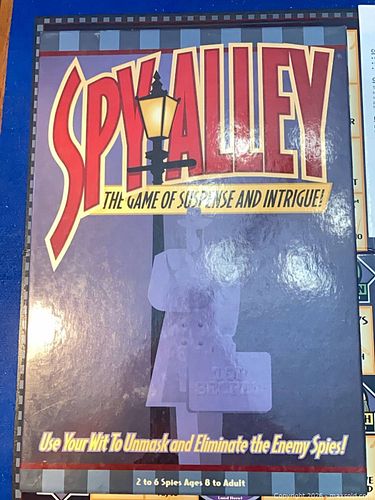 SPY ALLEY
THE GAME OF SUSPENSE AND INTRIGUE!
TOP
SECRET
Use Your Wit To Unmask and Eliminate the Enemy Spies!
2 to 6 Spies Ages 8 to Adult